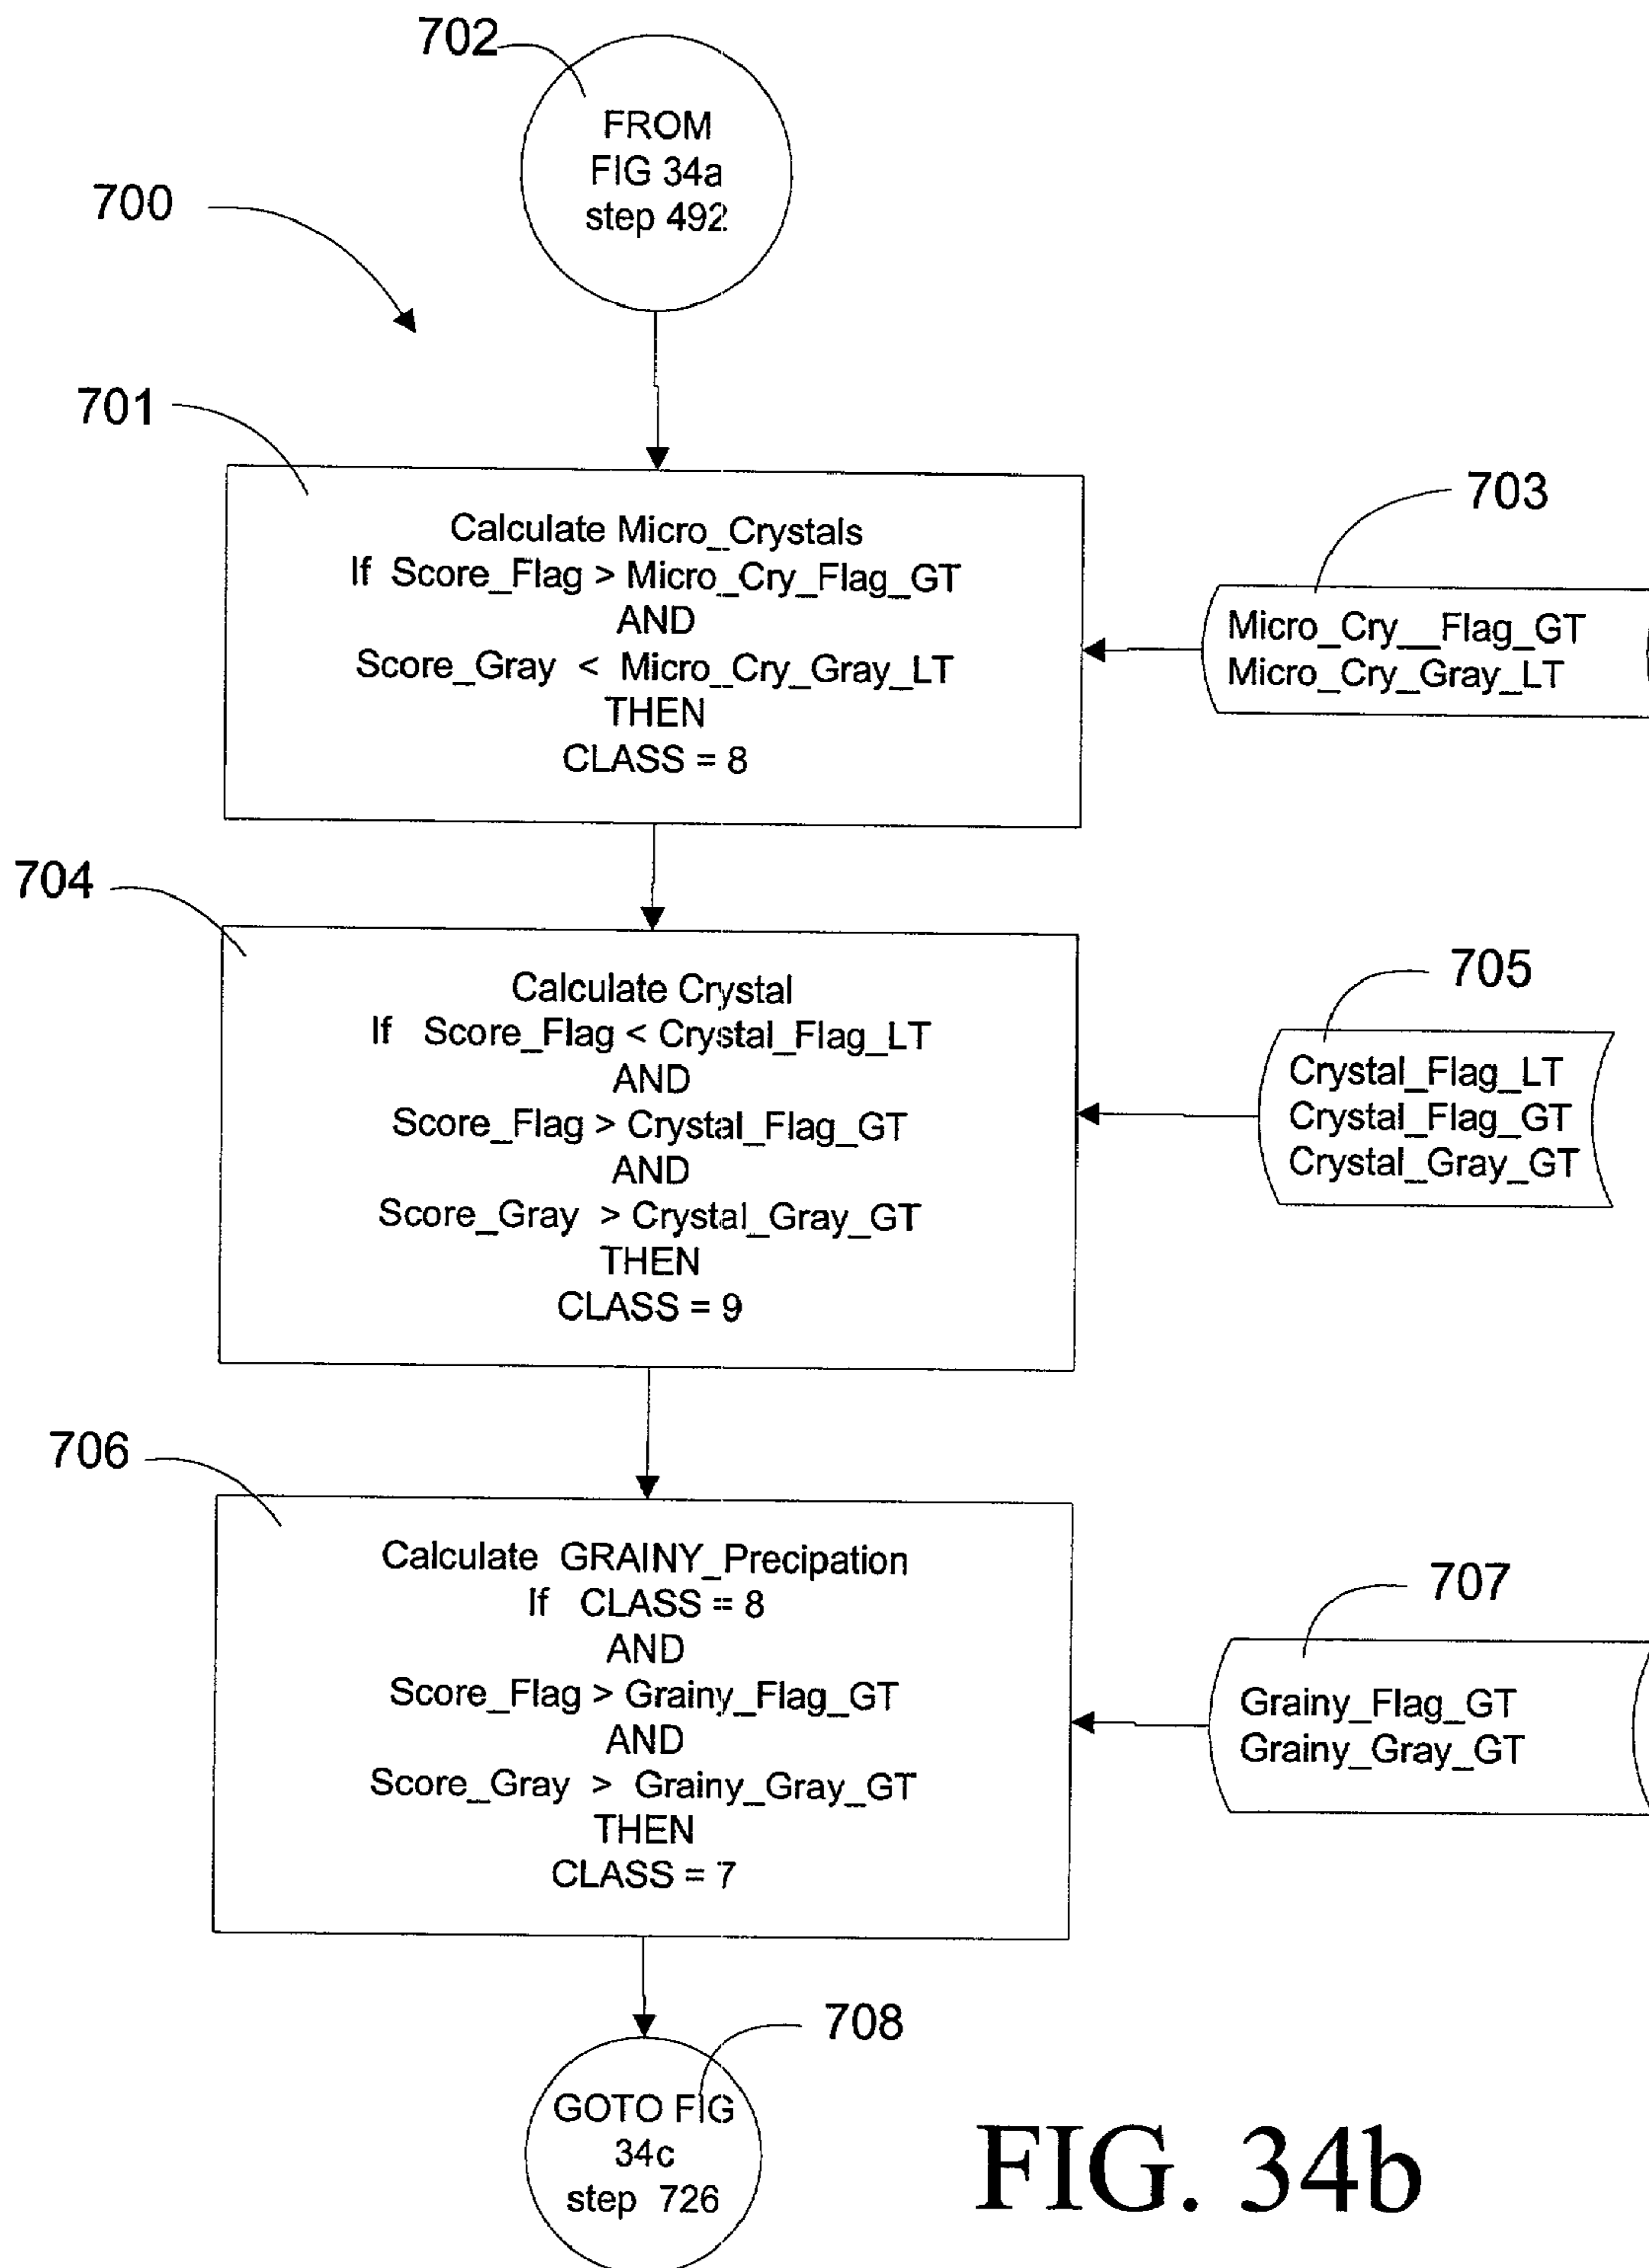 702
FROM
FIG 34a
step 492
700
701
Calculate Micro_Crystals
If Score_Flag > Micro_Cry_Flag_GT
AND
Score_Gray < Micro_Cry_Gray_LT
THEN
CLASS = 8
703
Micro_Cry__Flag_GT
Micro_Cry_Gray_LT
704
Calculate Crystal
If Score_Flag < Crystal_Flag_LT
AND
Score_Flag > Crystal_Flag_GT
AND
Score_Gray > Crystal_Gray_GT
THEN
CLASS = 9
705
Crystal_Flag_LT
Crystal_Flag_GT
Crystal_Gray_GT
706
Calculate GRAINY_Precipation
If CLASS = 8
AND
Score_Flag > Grainy_Flag_GT
AND
Score_Gray > Grainy_Gray_GT
THEN
CLASS = 7
707
Grainy_Flag_GT
Grainy_Gray_GT
708
GOTO FIG
34c
step 726
FIG. 34b